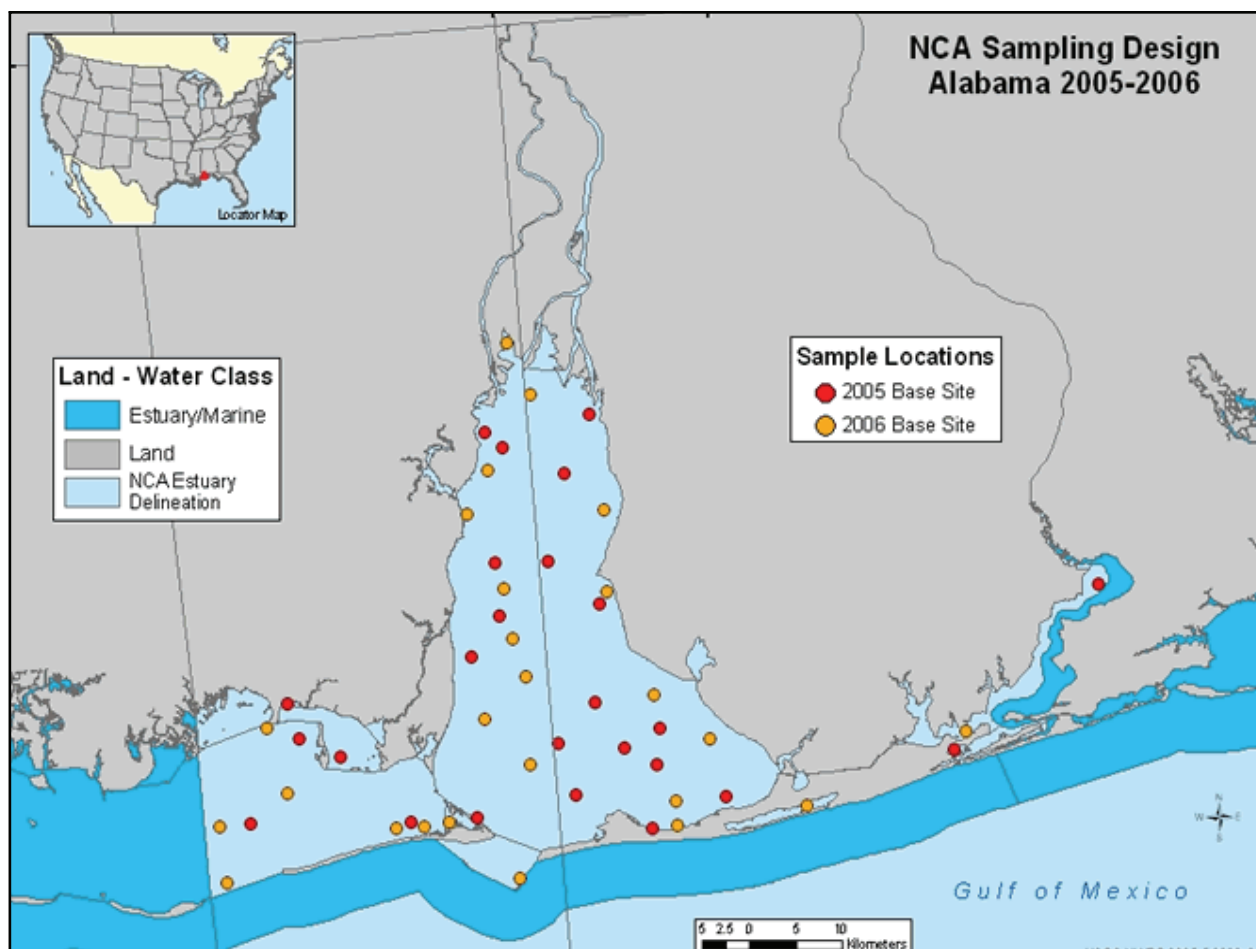 NCA Sampling Design
Alabama 2005-2006
Locator Map
Land - Water Class
Estuary/Marine
Land
NCA Estuary
Delineation
Sample Locations
2005 Base Site
2006 Base Site
N
W E
S
Gulf of Mexico
5 2.5 0 5 10
Kilometers